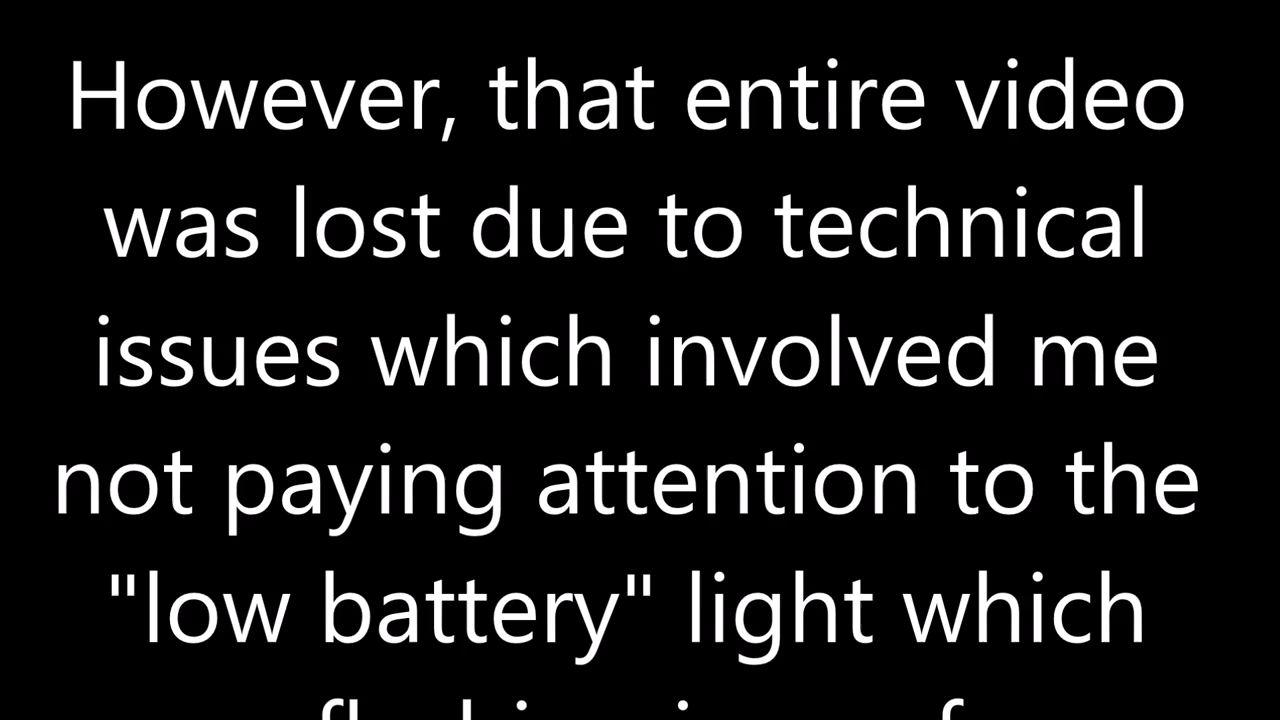 However, that entire video
was lost due to technical
issues which involved me
not paying attention to the
"low battery" light which